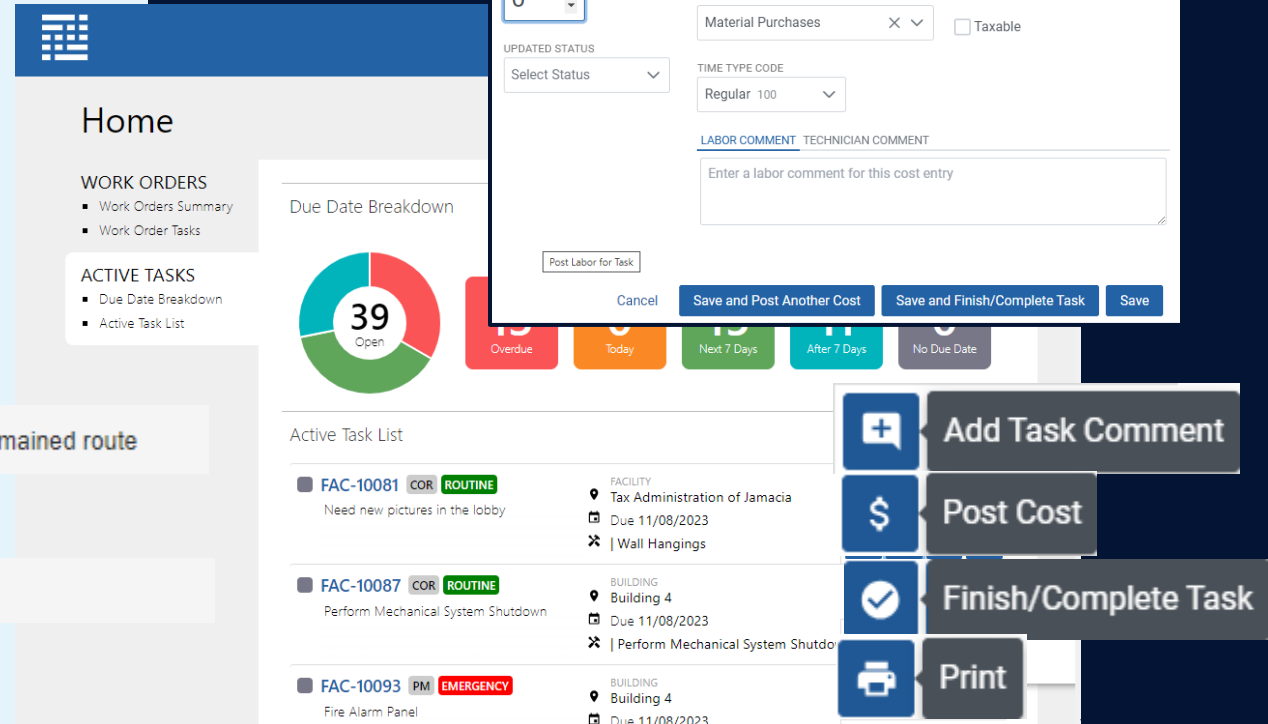 Material Purchases
Taxable
UPDATED STATUS
Select Status
TIME TYPE CODE
Regular 100
LABOR COMMENT TECHNICIAN COMMENT
Enter a labor comment for this cost entry
Post Labor for Task
Cancel
Save and Post Another Cost
Save and Finish/Complete Task
Save
Home
WORK ORDERS
Work Orders Summary
Work Order Tasks
ACTIVE TASKS
Due Date Breakdown
Active Task List
Due Date Breakdown
39
Open
Overdue
Today
Next 7 Days
After 7 Days
No Due Date
route
Active Task List
FAC-10081 COR ROUTINE
Need new pictures in the lobby
FACILITY
Tax Administration of Jamacia
Due 11/08/2023
| Wall Hangings
FAC-10087 COR ROUTINE
Perform Mechanical System Shutdown
BUILDING
Building 4
Due 11/08/2023
| Perform Mechanical System
FAC-10093 PM EMERGENCY
Fire Alarm Panel
BUILDING
Building 4
Due 11/08/2023
Add Task Comment
Post Cost
Finish/Complete Task
Print